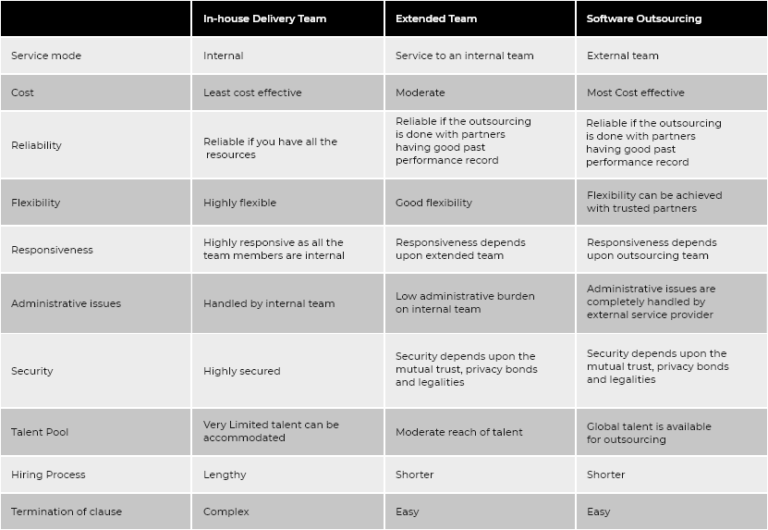 In-house Delivery Team
Extended Team
Software Outsourcing
Service mode
Internal
Service to an internal team
External team
Cost
Least cost effective
Moderate
Most Cost effective
Reliability
Reliable if you have all the
resources
Reliable if the outsourcing
is done with partners
having good past
performance record
Reliable if the outsourcing
is done with partners
having good past
performance record
Flexibility
Highly flexible
Good flexibility
Flexibility can be achieved
with trusted partners
Responsiveness
Highly responsive as all the
team members are internal
Responsiveness depends
upon extended team
Responsiveness depends
upon outsourcing team
Administrative issues
Handled by internal team
Low administrative burden
on internal team
Administrative issues are
completely handled by
external service provider
Security
Highly secured
Security depends upon the
mutual trust, privacy bonds
and legalities
Security depends upon the
mutual trust, privacy bonds
and legalities
Talent Pool
Very Limited talent can be
accommodated
Moderate reach of talent
Global talent is available
for outsourcing
Hiring Process
Lengthy
Shorter
Shorter
Termination of clause
Complex
Easy
Easy